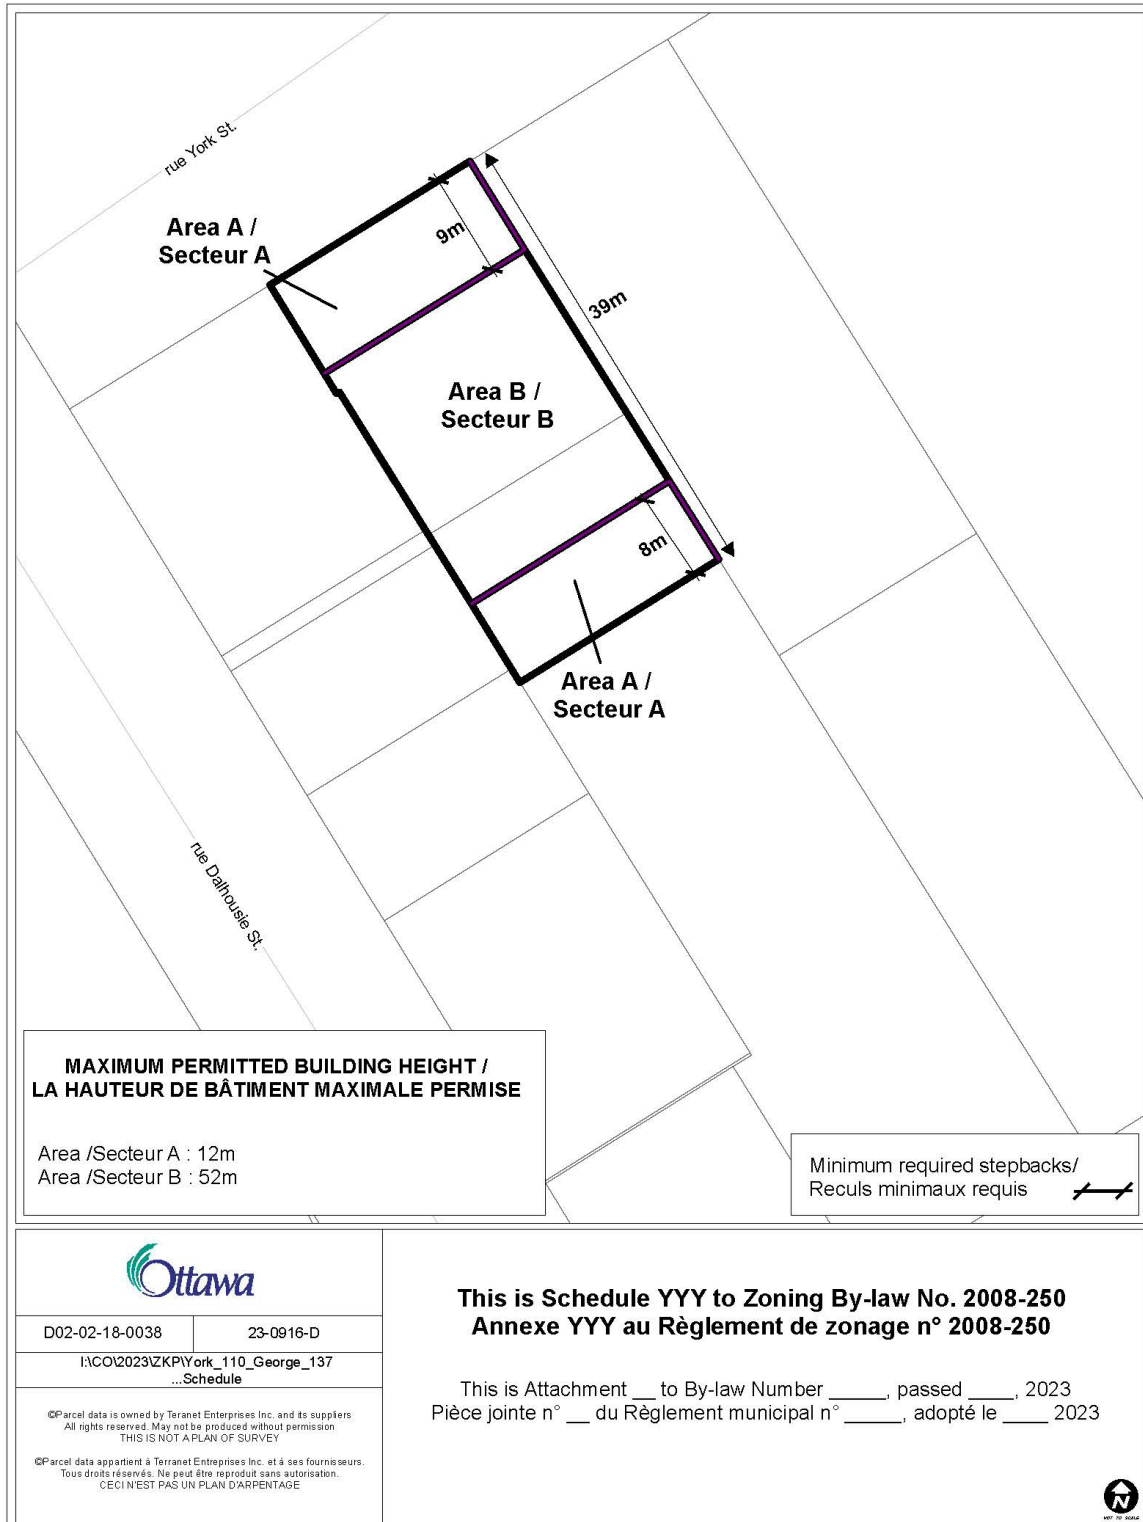 rue York St.
Area A /
Secteur A
9m
39m
Area B /
Secteur B
8m
Area A /
Secteur A
rue Dalhousie St.
MAXIMUM PERMITTED BUILDING HEIGHT /
LA HAUTEUR DE BÂTIMENT MAXIMALE PERMISE
Area /Secteur A : 12m
Area /Secteur B : 52m
Minimum required stepbacks/
Reculs minimaux requis
Ottawa
D02-02-18-0038
23-0916-D
I:\CO\2023\ZKP\York_110_George_137
...Schedule
©Parcel data is owned by Teranet Enterprises Inc. and its suppliers
All rights reserved. May not be produced without permission
THIS IS NOT A PLAN OF SURVEY
©Parcel data appartient à Terranet Entreprises Inc. et à ses fournisseurs.
Tous droits réservés. Ne peut être reproduit sans autorisation.
CECI N'EST PAS UN PLAN D'ARPENTAGE
This is Schedule YYY to Zoning By-law No. 2008-250
Annexe YYY au Règlement de zonage n° 2008-250
This is Attachment __ to By-law Number _____, passed ____, 2023
Pièce jointe n° __ du Règlement municipal n° _____, adopté le ____ 2023
N
NOT TO SCALE